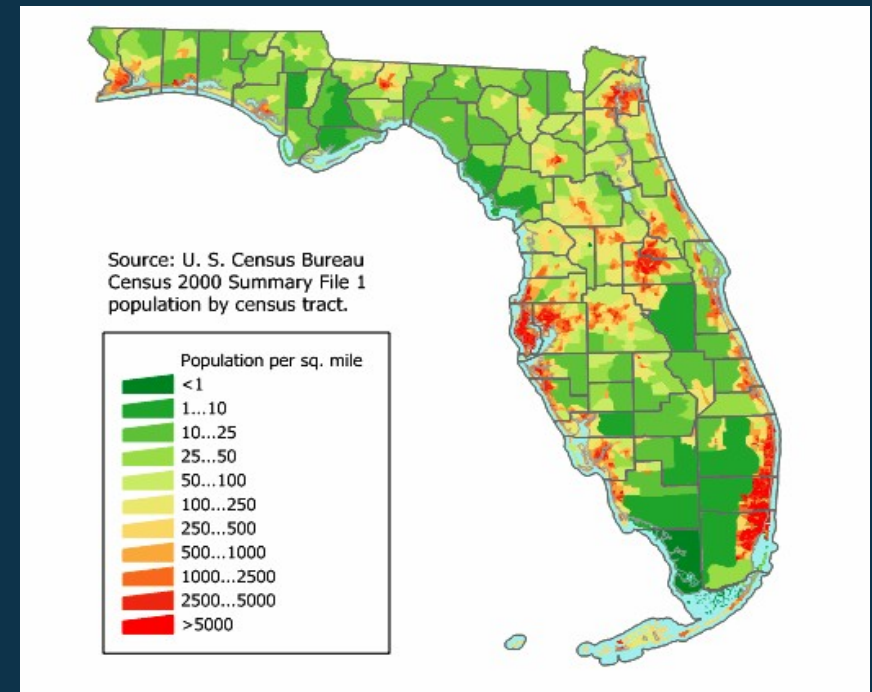 Source: U. S. Census Bureau
Census 2000 Summary File 1
population by census tract.
Population per sq. mile
<1
1...10
10...25
25...50
50...100
100...250
250...500
500...1000
1000...2500
2500...5000
>5000